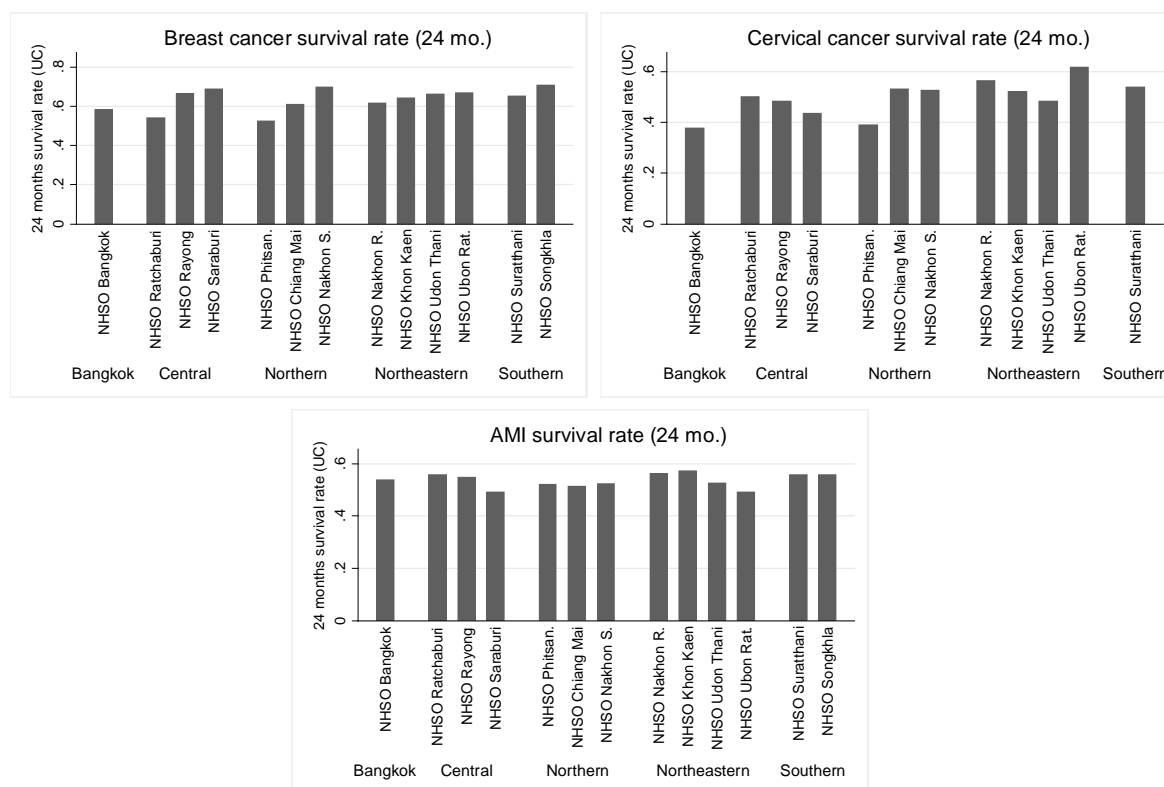 Breast cancer survival rate (24 mo.)
24 months survival rate (UC)
.8
.6
.4
.2
0
NHSO Bangkok
NHSO Ratchaburi
NHSO Rayong
NHSO Saraburi
NHSO Phitsan.
NHSO Chiang Mai
NHSO Nakhon S.
NHSO Nakhon R.
NHSO Khon Kaen
NHSO Udon Thani
NHSO Ubon Rat.
NHSO Suratthani
NHSO Songkhla
Bangkok Central Northern Northeastern Southern
Cervical cancer survival rate (24 mo.)
24 months survival rate (UC)
.6
.4
.2
0
NHSO Bangkok
NHSO Ratchaburi
NHSO Rayong
NHSO Saraburi
NHSO Phitsan.
NHSO Chiang Mai
NHSO Nakhon S.
NHSO Nakhon R.
NHSO Khon Kaen
NHSO Udon Thani
NHSO Ubon Rat.
NHSO Suratthani
Bangkok Central Northern Northeastern Southern
AMI survival rate (24 mo.)
24 months survival rate (UC)
.6
.4
.2
0
NHSO Bangkok
NHSO Ratchaburi
NHSO Rayong
NHSO Saraburi
NHSO Phitsan.
NHSO Chiang Mai
NHSO Nakhon S.
NHSO Nakhon R.
NHSO Khon Kaen
NHSO Udon Thani
NHSO Ubon Rat.
NHSO Suratthani
NHSO Songkhla
Bangkok Central Northern Northeastern Southern